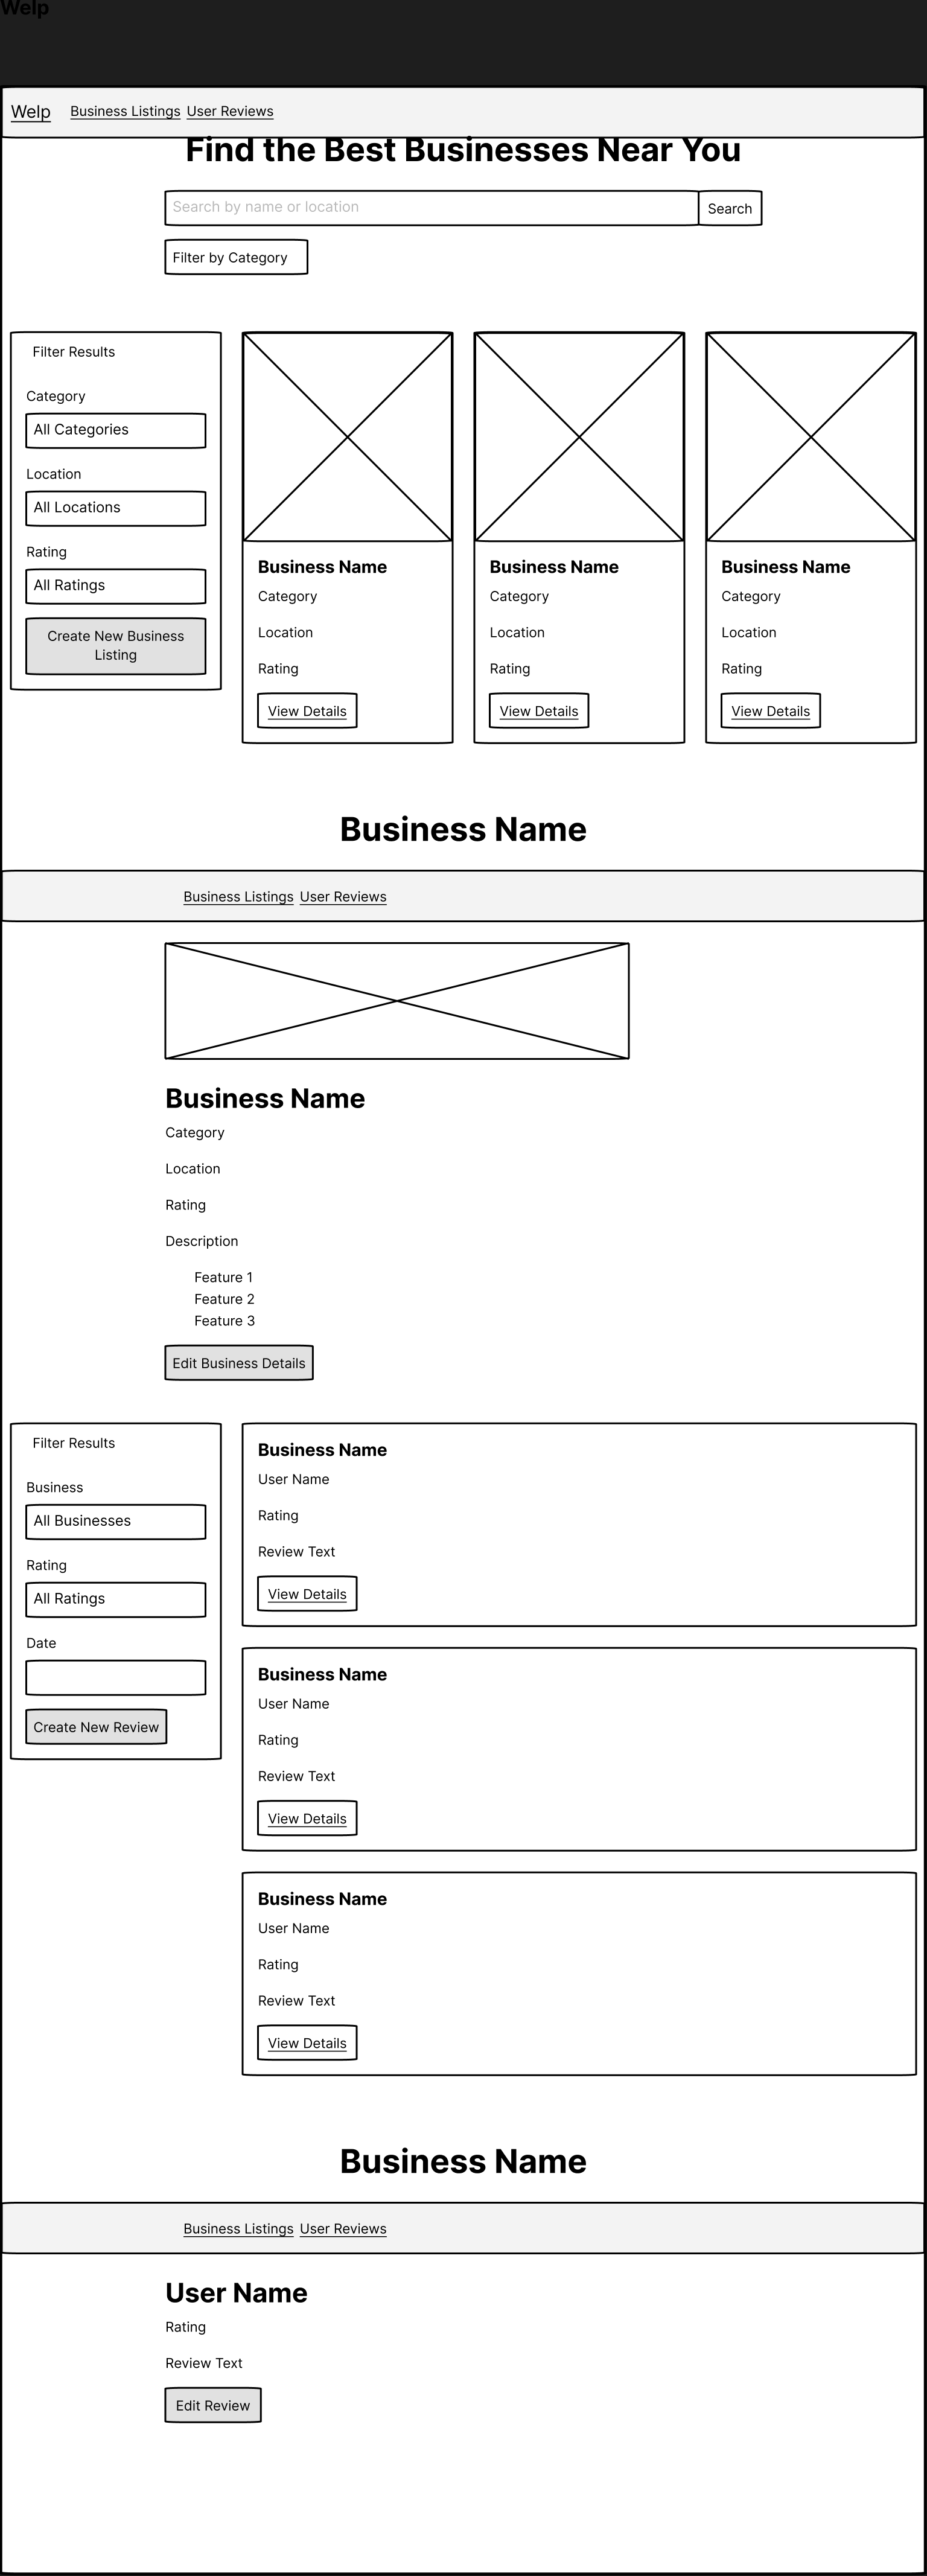 Welp
Welp Business Listings User Reviews
Find the Best Businesses Near You
Search by name or location Search
Filter by Category
Filter Results
Category
All Categories
Location
All Locations
Rating
All Ratings
Create New Business
Listing
Business Name
Category
Location
Rating
View Details
Business Name
Category
Location
Rating
View Details
Business Name
Category
Location
Rating
View Details
Business Name
Business Listings User Reviews
Business Name
Category
Location
Rating
Description
Feature 1
Feature 2
Feature 3
Edit Business Details
Filter Results
Business
All Businesses
Rating
All Ratings
Date
Create New Review
Business Name
User Name
Rating
Review Text
View Details
Business Name
User Name
Rating
Review Text
View Details
Business Name
User Name
Rating
Review Text
View Details
Business Name
Business Listings User Reviews
User Name
Rating
Review Text
Edit Review